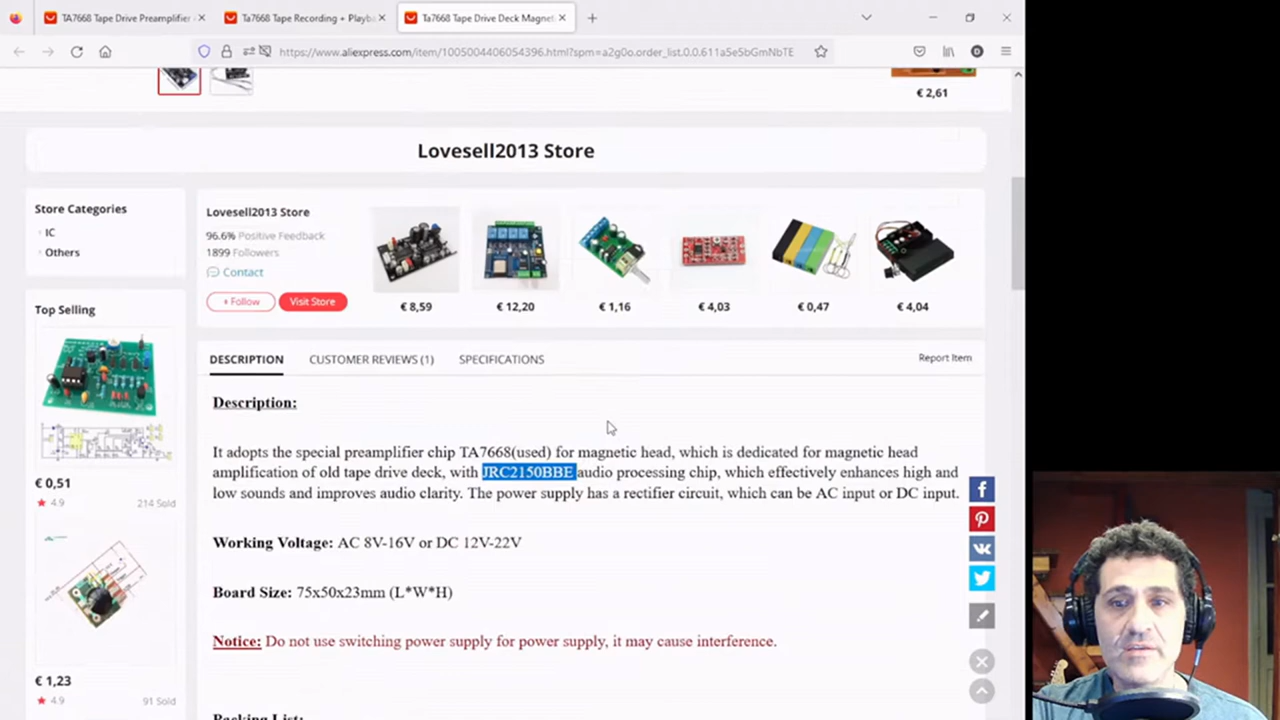 TA7668 Tape Drive Preamplifier
Ta7668 Tape Recording + Playba
Ta7668 Tape Drive Deck Magnet
https://www.aliexpress.com/item/1005004406054396.html?spm=a2g0o.order_list.0.0.611a5e5bGmNbTE
€ 2,61
Lovesell2013 Store
Store Categories
IC
Others
Lovesell2013 Store
96.6% Positive Feedback
1899 Followers
Contact
+ Follow
Visit Store
€ 8,59
€ 12,20
€ 1,16
€ 4,03
€ 0,47
€ 4,04
Top Selling
€ 0,51
4.9
214 Sold
€ 1,23
4.9
91 Sold
DESCRIPTION
CUSTOMER REVIEWS (1)
SPECIFICATIONS
Report Item
Description:
It adopts the special preamplifier chip TA7668(used) for magnetic head, which is dedicated for magnetic head
amplification of old tape drive deck, with JRC2150BBE audio processing chip, which effectively enhances high and
low sounds and improves audio clarity. The power supply has a rectifier circuit, which can be AC input or DC input.
Working Voltage: AC 8V-16V or DC 12V-22V
Board Size: 75x50x23mm (L*W*H)
Notice: Do not use switching power supply for power supply, it may cause interference.
Packing List: